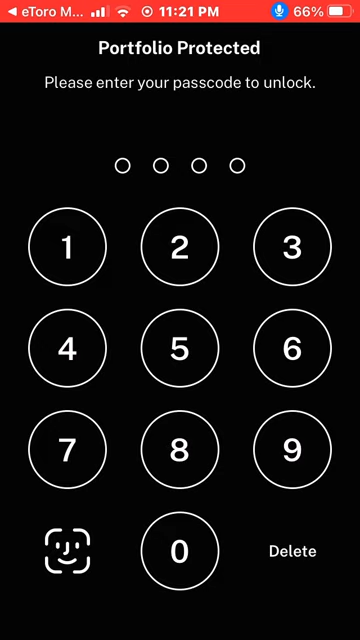 eToro M... 11:21 PM 66%
Portfolio Protected
Please enter your passcode to unlock.
1 2 3
4 5 6
7 8 9
0 Delete